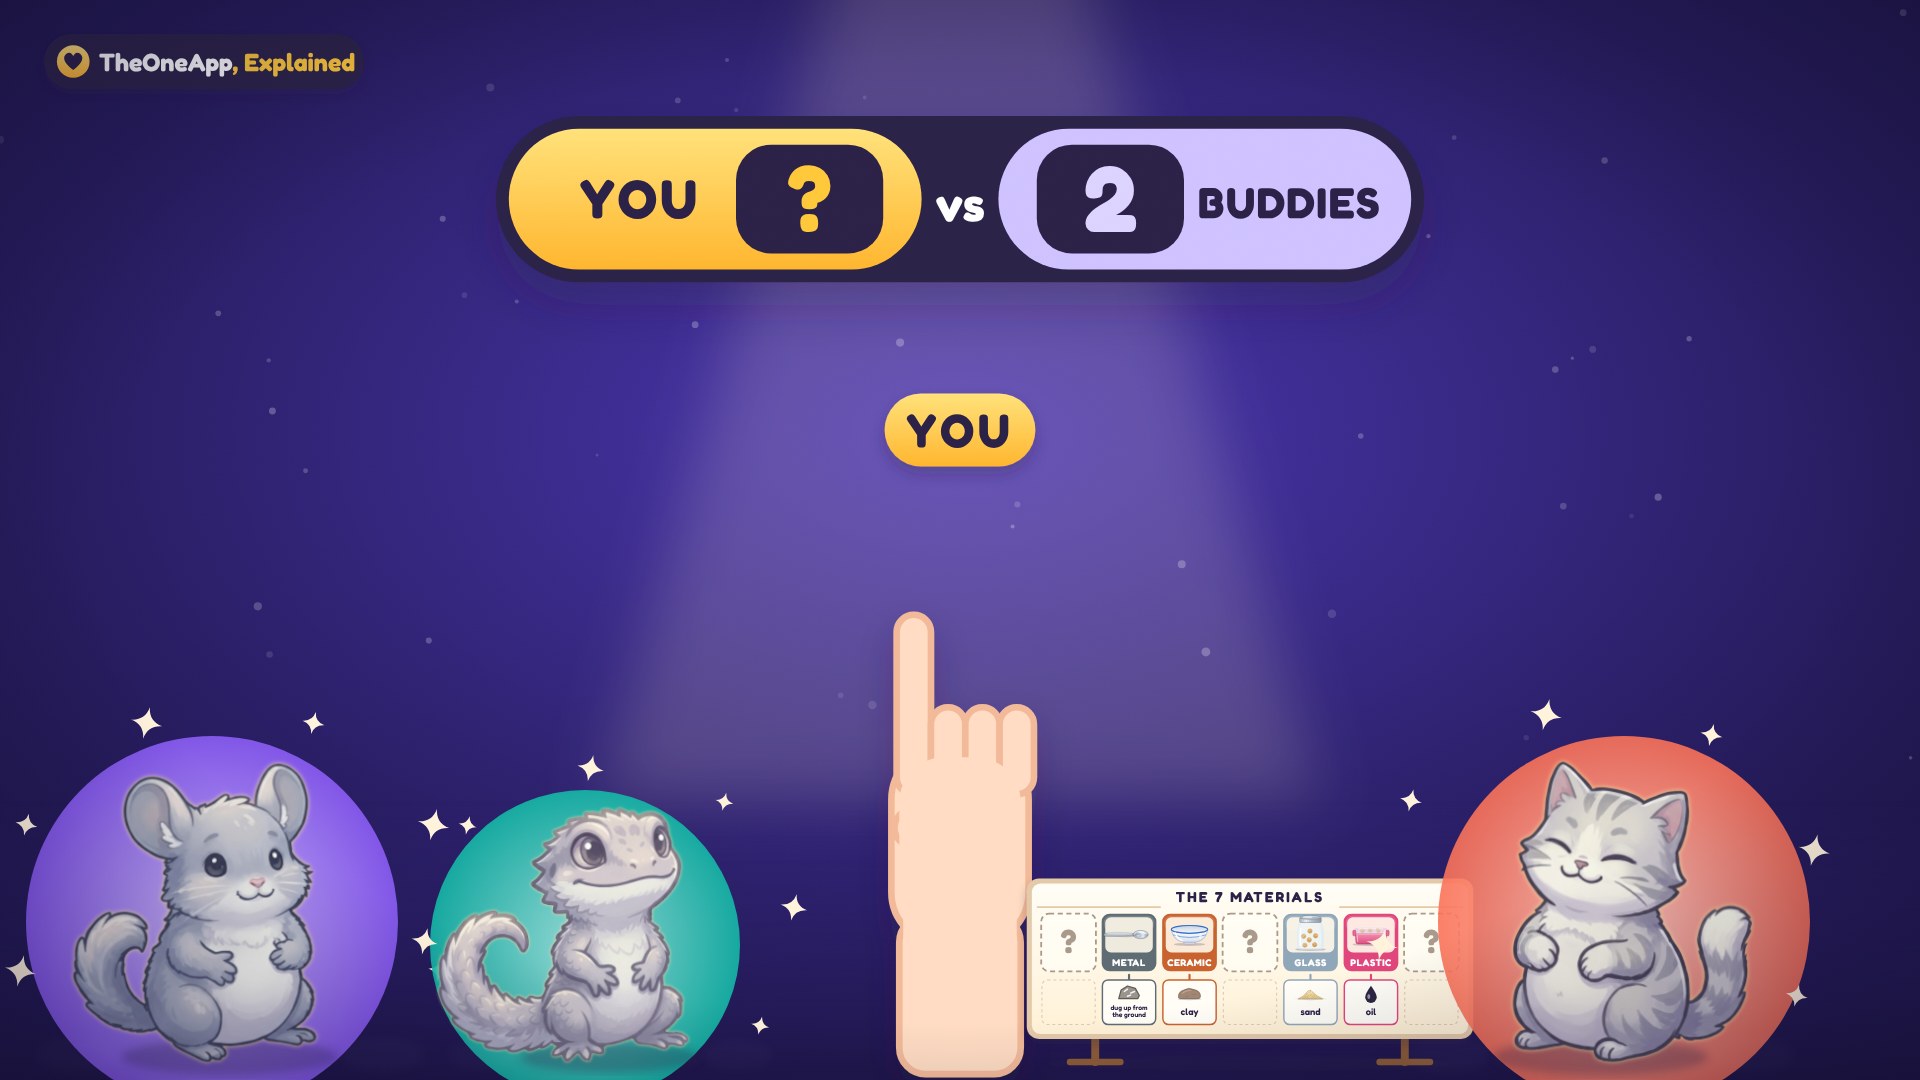 TheOneApp, Explained
YOU ? vs 2 BUDDIES
YOU
THE 7 MATERIALS
? METAL CERAMIC ? GLASS PLASTIC ?
dug up from
the ground
clay
sand
oil